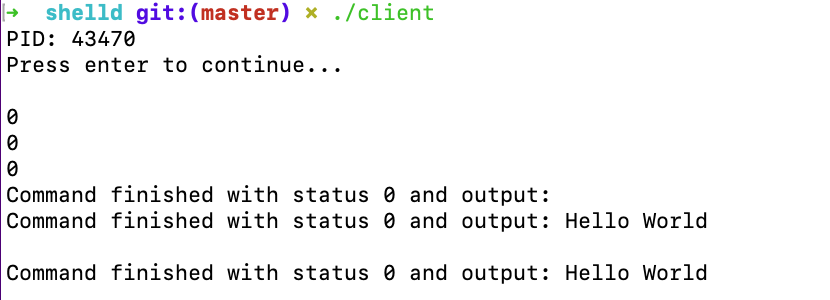 ➜ shelld git:(master) ✗ ./client
PID: 43470
Press enter to continue...
0
0
0
Command finished with status 0 and output:
Command finished with status 0 and output: Hello World
Command finished with status 0 and output: Hello World